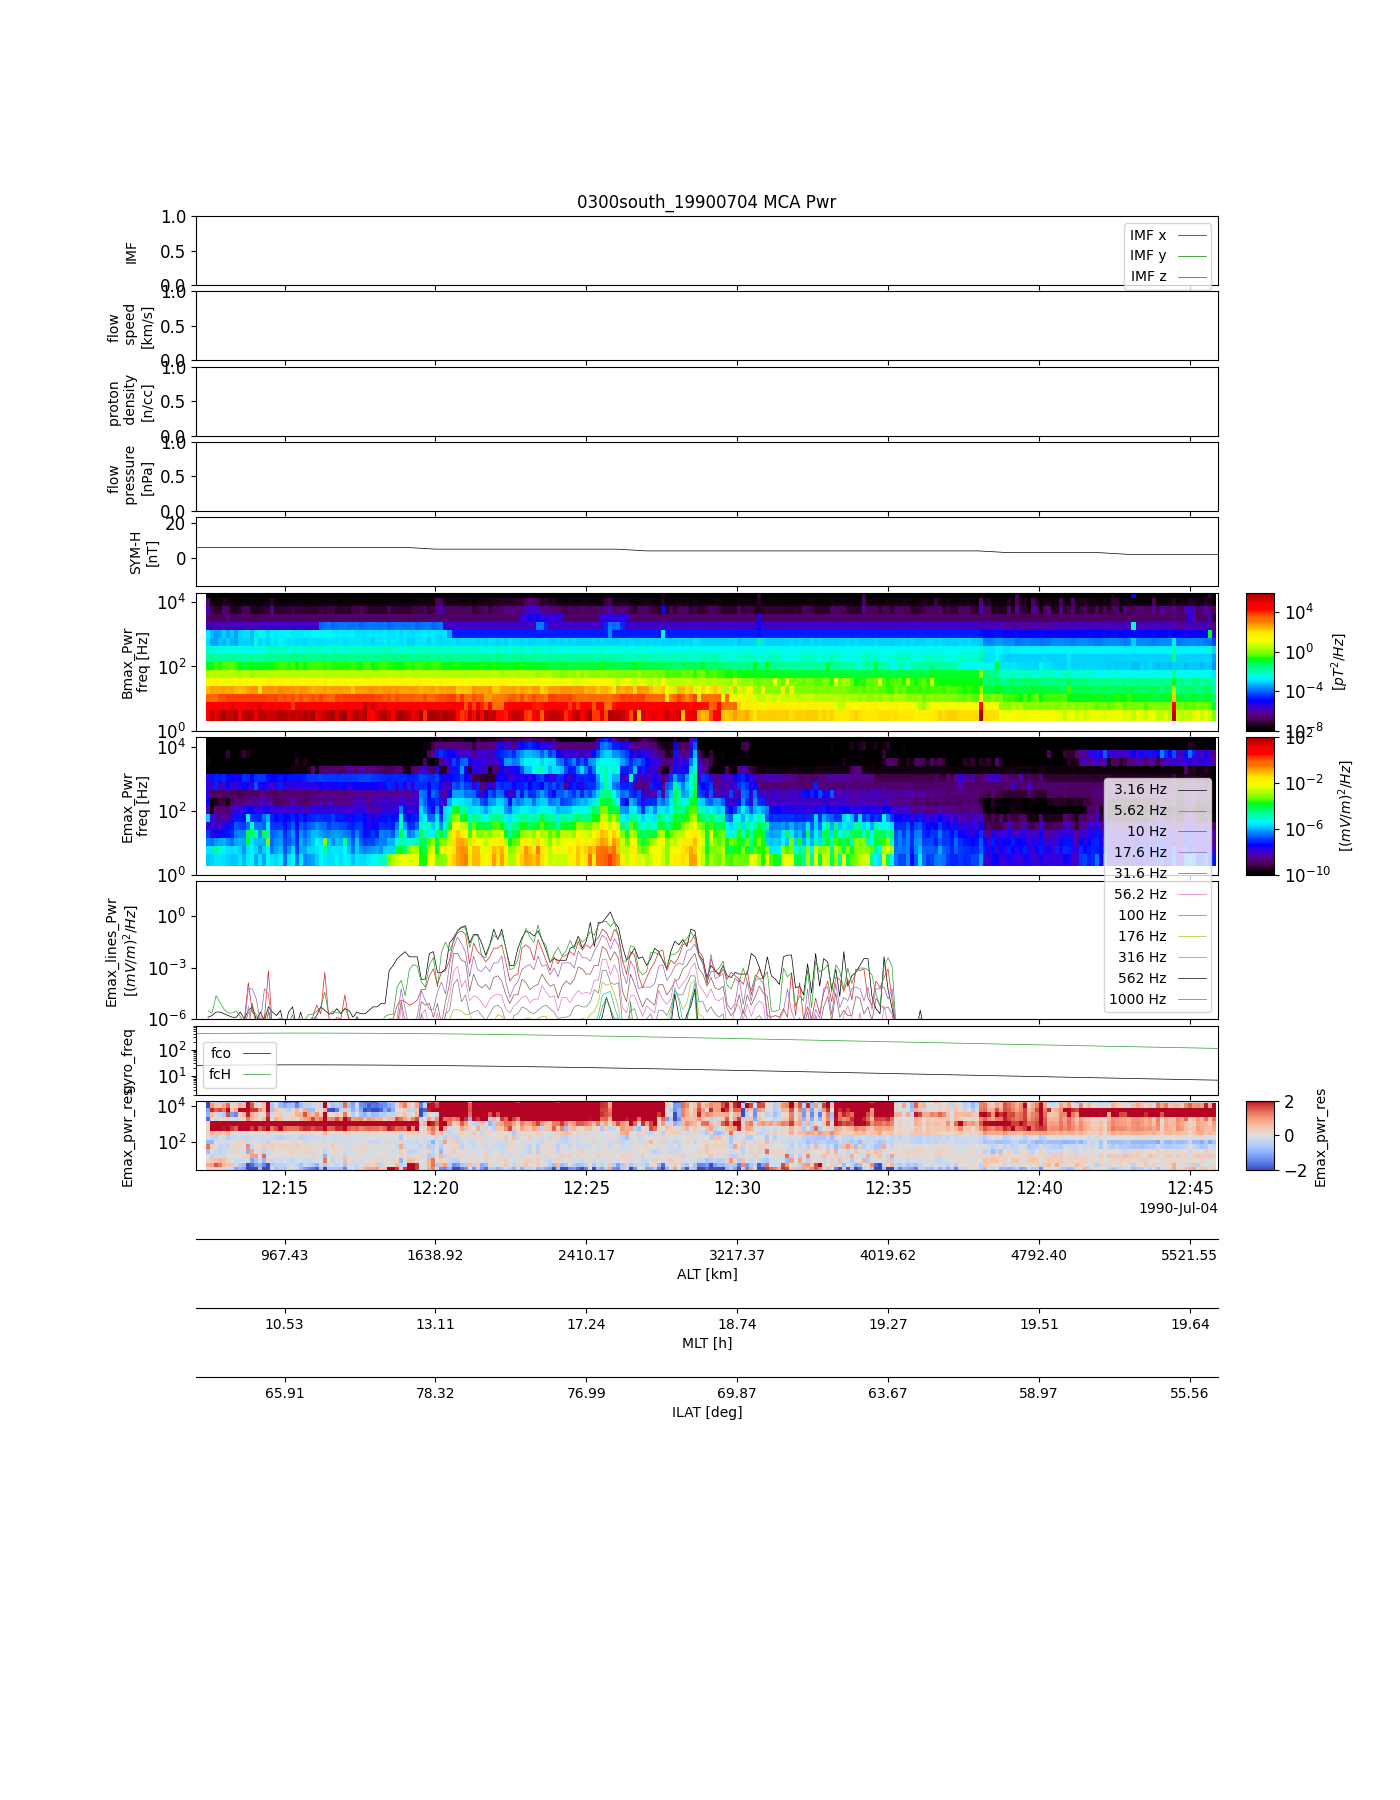 0300south_19900704 MCA Pwr
1.0
0.5
0.0
IMF
IMF x
IMF y
IMF z
1.0
0.5
0.0
flow
speed
[km/s]
1.0
0.5
0.0
proton
density
[n/cc]
1.0
0.5
0.0
flow
pressure
[nPa]
20
0
SYM-H
[nT]
10^4
10^2
10^0
Bmax_Pwr
freq [Hz]
10^4
10^0
10^-4
10^-8
[pT^2/Hz]
10^4
10^2
10^0
Emax_Pwr
freq [Hz]
10^2
10^-2
10^-6
10^-10
[(mV/m)^2/Hz]
3.16 Hz
5.62 Hz
10 Hz
17.6 Hz
31.6 Hz
56.2 Hz
100 Hz
176 Hz
316 Hz
562 Hz
1000 Hz
10^0
10^-3
10^-6
Emax_lines_Pwr
[(mV/m)^2/Hz]
10^2
10^1
gyro_freq
fco
fcH
10^4
10^2
Emax_pwr_res
2
0
−2
Emax_pwr_res
12:15 12:20 12:25 12:30 12:35 12:40 12:45
1990-Jul-04
967.43 1638.92 2410.17 3217.37 4019.62 4792.40 5521.55
ALT [km]
10.53 13.11 17.24 18.74 19.27 19.51 19.64
MLT [h]
65.91 78.32 76.99 69.87 63.67 58.97 55.56
ILAT [deg]